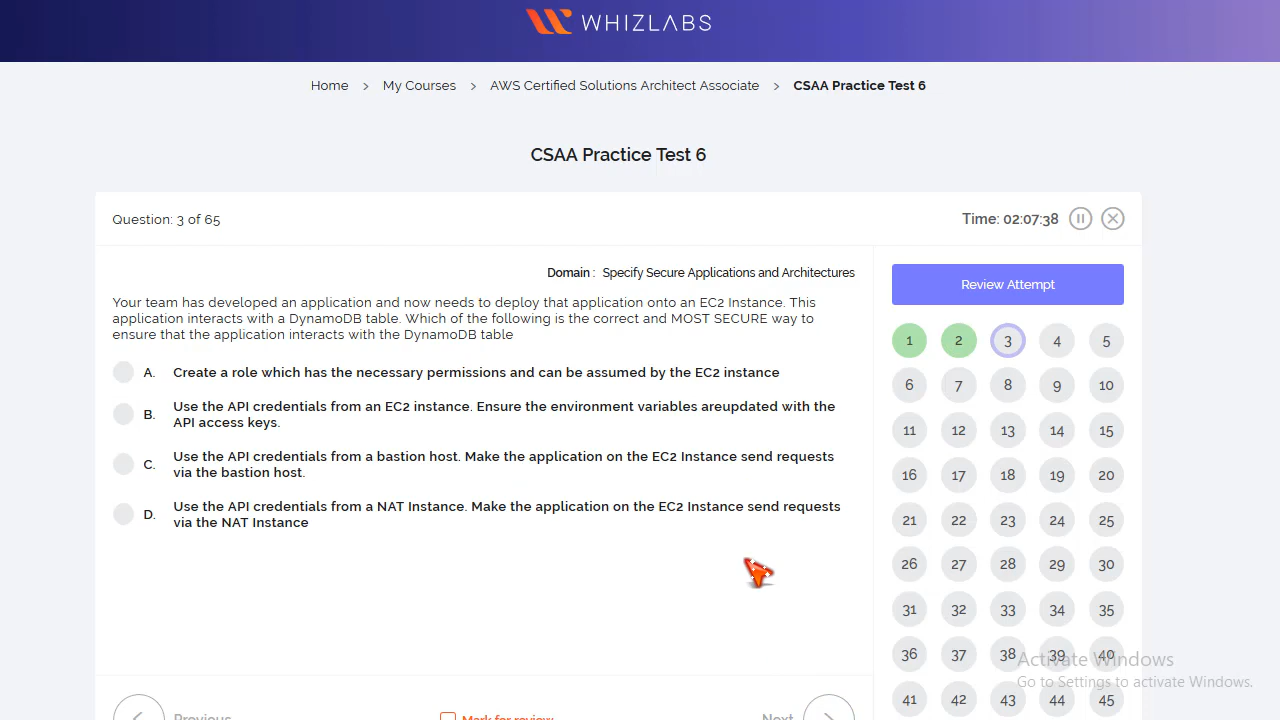 WHIZLABS
Home > My Courses > AWS Certified Solutions Architect Associate > CSAA Practice Test 6
CSAA Practice Test 6
Question: 3 of 65
Time: 02:07:38
Domain : Specify Secure Applications and Architectures
Your team has developed an application and now needs to deploy that application onto an EC2 Instance. This
application interacts with a DynamoDB table. Which of the following is the correct and MOST SECURE way to
ensure that the application interacts with the DynamoDB table
A. Create a role which has the necessary permissions and can be assumed by the EC2 instance
B. Use the API credentials from an EC2 instance. Ensure the environment variables areupdated with the
API access keys.
C. Use the API credentials from a bastion host. Make the application on the EC2 Instance send requests
via the bastion host.
D. Use the API credentials from a NAT Instance. Make the application on the EC2 Instance send requests
via the NAT Instance
Previous
Mark for review
Next
Review Attempt
1 2 3 4 5
6 7 8 9 10
11 12 13 14 15
16 17 18 19 20
21 22 23 24 25
26 27 28 29 30
31 32 33 34 35
36 37 38 39 40
41 42 43 44 45
Activate Windows
Go to Settings to activate Windows.